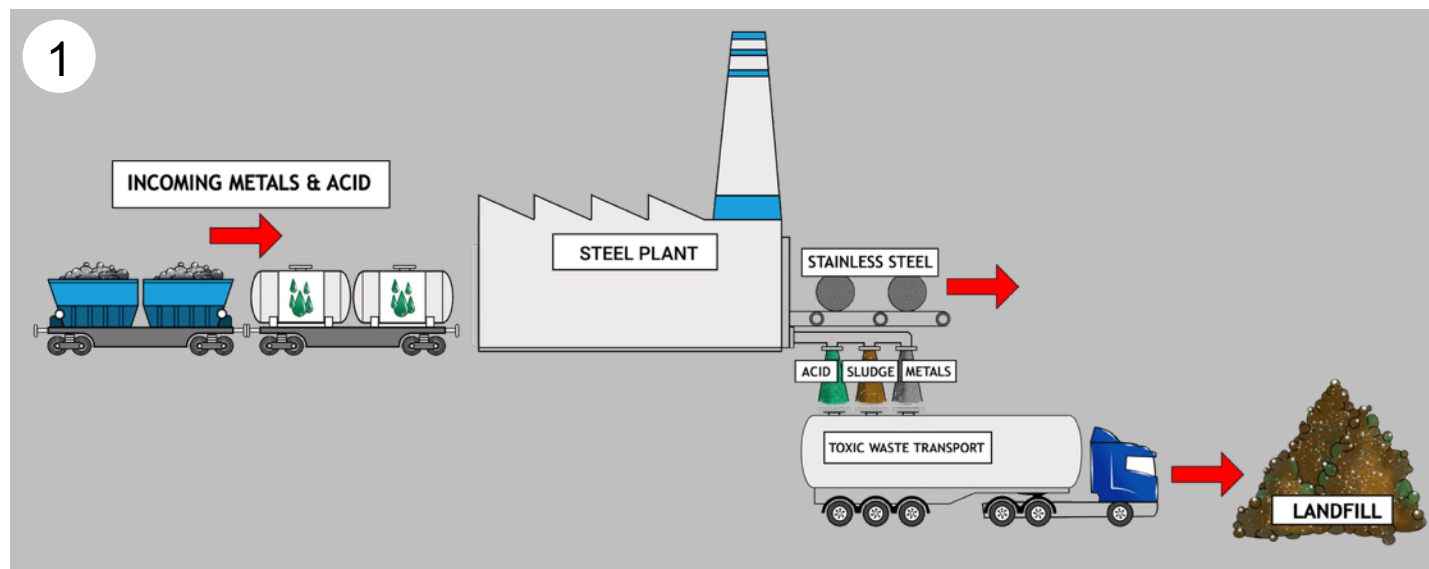 1
INCOMING METALS & ACID
STEEL PLANT
STAINLESS STEEL
ACID
SLUDGE
METALS
TOXIC WASTE TRANSPORT
LANDFILL